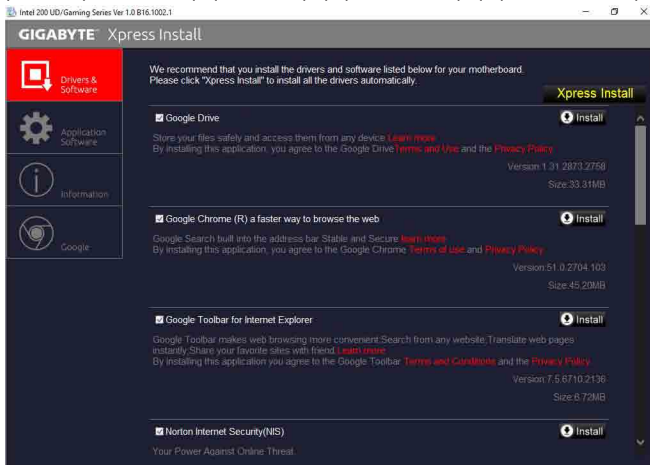 Intel 200 UD/Gaming Series Ver 1.0 B16.1002.1
GIGABYTE™ Xpress Install
Drivers & Software
Application Software
Information
Google
We recommend that you install the drivers and software listed below for your motherboard.
Please click "Xpress Install" to install all the drivers automatically.
Xpress Install
Google Drive
Install
Store your files safely and access them from any device Learn more
By installing this application, you agree to the Google DriveTerms and Use and the Privacy Policy
Version:1.31.2873.2758
Size:33.31MB
Google Chrome (R) a faster way to browse the web
Install
Google Search built into the address bar Stable and Secure learn more
By installing this application, you agree to the Google Chrome Terms of use and Privacy Policy
Version:51.0.2704.103
Size:45.20MB
Google Toolbar for Internet Explorer
Install
Google Toolbar makes web browsing more convenient;Search from any website;Translate web pages
instantly;Share your favorite sites with friend Learn more
By installing this application you agree to the Google Toolbar Terms and Conditions and the Privacy Policy
Version:7.5.6710.2136
Size:6.72MB
Norton Internet Security(NIS)
Install
Your Power Against Online Threat